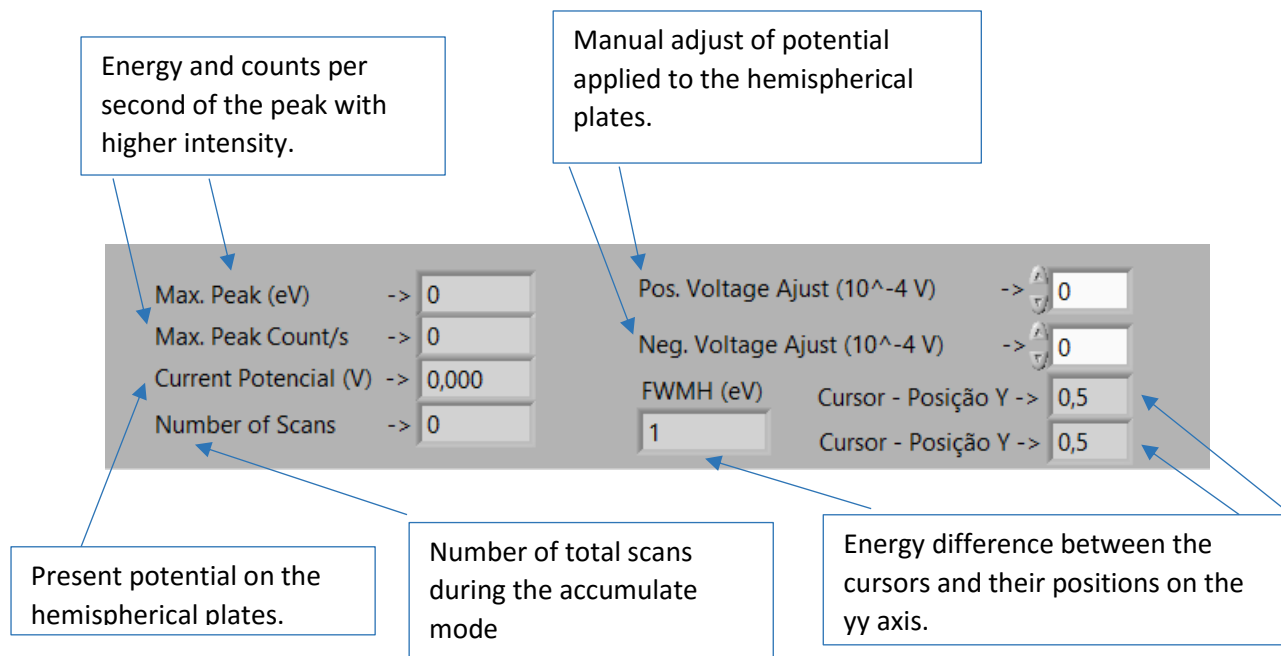 Energy and counts per
second of the peak with
higher intensity.
Manual adjust of potential
applied to the hemispherical
plates.
Max. Peak (eV) -> 0
Max. Peak Count/s -> 0
Current Potencial (V) -> 0,000
Number of Scans -> 0
Pos. Voltage Ajust (10^-4 V) -> 0
Neg. Voltage Ajust (10^-4 V) -> 0
FWMH (eV)
1
Cursor - Posição Y -> 0,5
Cursor - Posição Y -> 0,5
Present potential on the
hemispherical plates.
Number of total scans
during the accumulate
mode
Energy difference between the
cursors and their positions on the
yy axis.